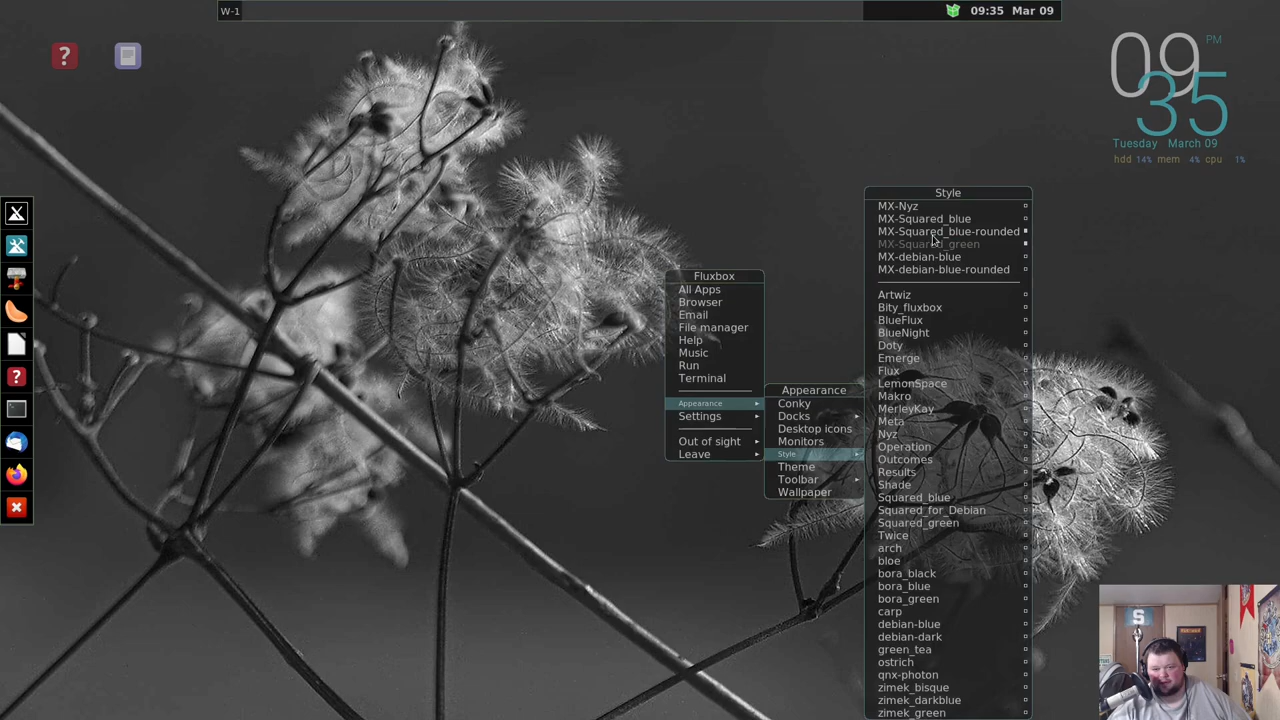 W-1
09:35 Mar 09
09
PM
35
Tuesday March 09
hdd 14% mem 4% cpu 1%
?
?
Fluxbox
All Apps
Browser
Email
File manager
Help
Music
Run
Terminal
Appearance
Settings
Out of sight
Leave
Appearance
Conky
Docks
Desktop icons
Monitors
Style
Theme
Toolbar
Wallpaper
Style
MX-Nyz
MX-Squared_blue
MX-Squared_blue-rounded
MX-Squared_green
MX-debian-blue
MX-debian-blue-rounded
Artwiz
Bity_fluxbox
BlueFlux
BlueNight
Doty
Emerge
Flux
LemonSpace
Makro
MerleyKay
Meta
Nyz
Operation
Outcomes
Results
Shade
Squared_blue
Squared_for_Debian
Squared_green
Twice
arch
bloe
bora_black
bora_blue
bora_green
carp
debian-blue
debian-dark
green_tea
ostrich
qnx-photon
zimek_bisque
zimek_darkblue
zimek_green
S